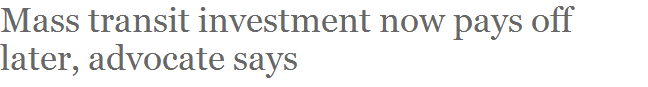 Mass transit investment now pays off
later, advocate says